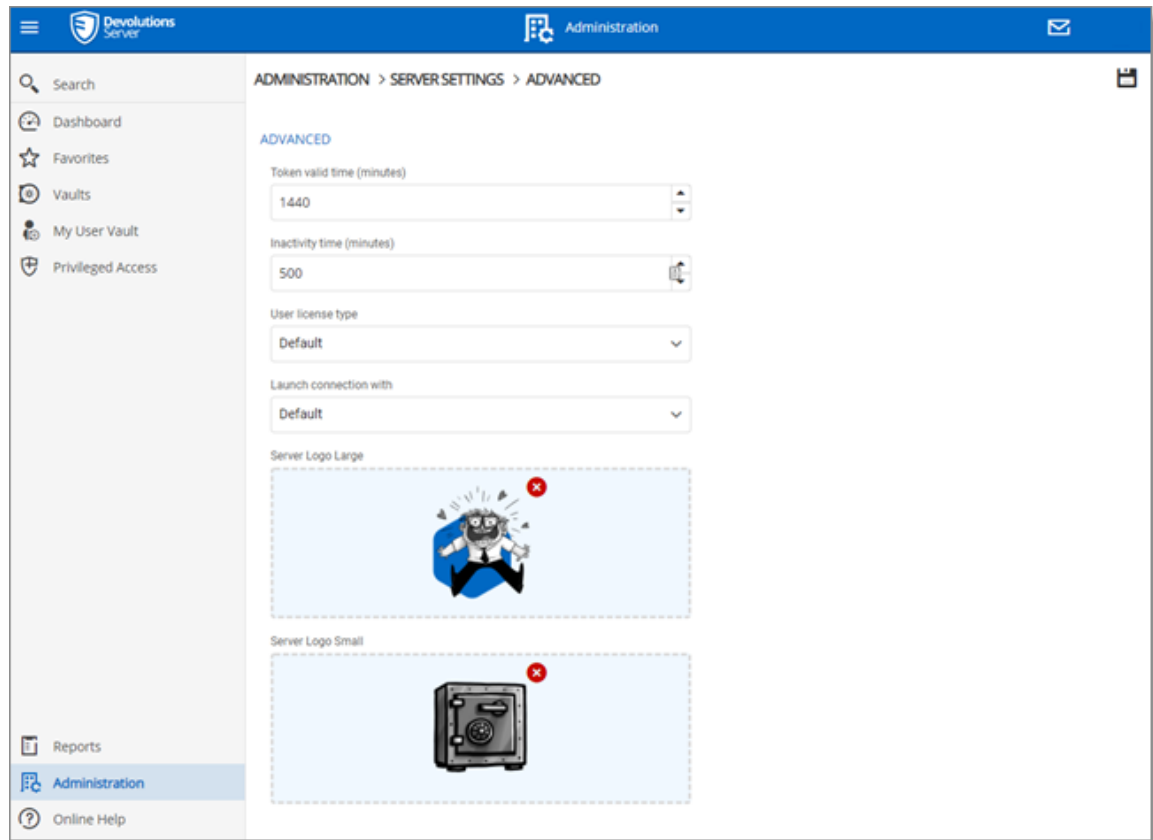 Devolutions
Server
Administration
Search
Dashboard
Favorites
Vaults
My User Vault
Privileged Access
Reports
Administration
Online Help
ADMINISTRATION > SERVER SETTINGS > ADVANCED
ADVANCED
Token valid time (minutes)
1440
Inactivity time (minutes)
500
User license type
Default
Launch connection with
Default
Server Logo Large
Server Logo Small